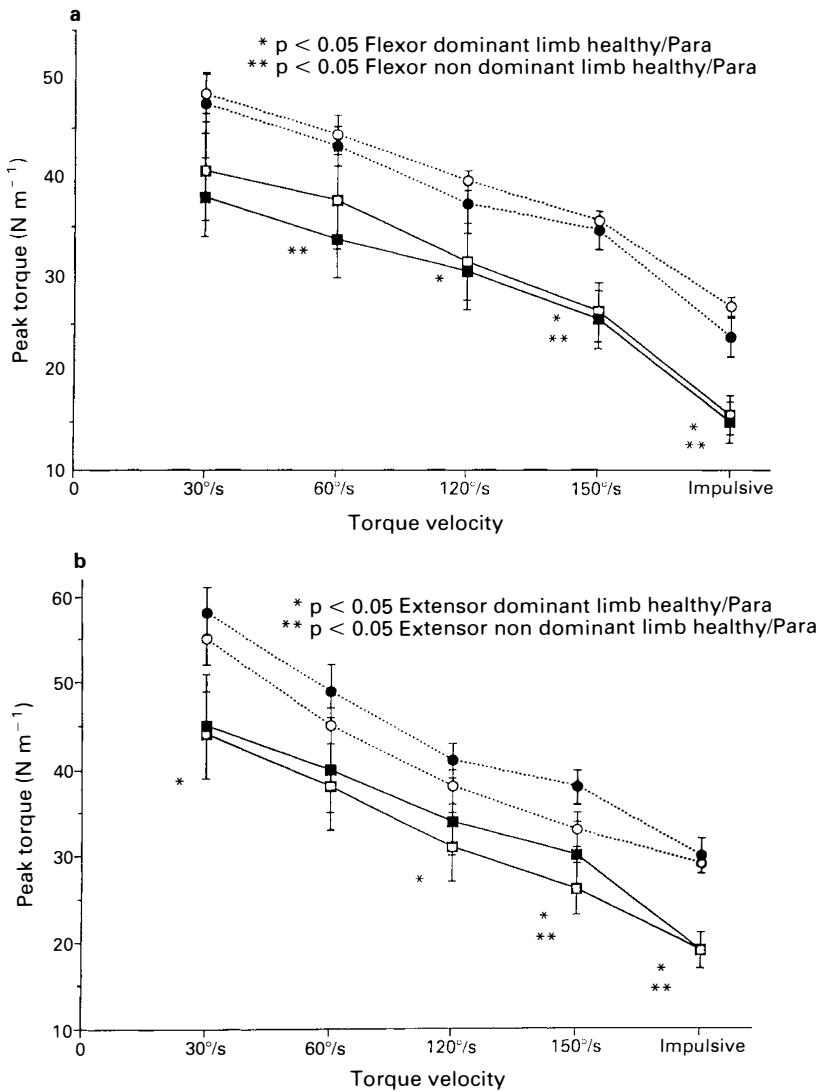 a
* p < 0.05 Flexor dominant limb healthy/Para
** p < 0.05 Flexor non dominant limb healthy/Para
50
40
30
20
10
Peak torque (N m⁻¹)
**
*
*
**
*
**
0 30°/s 60°/s 120°/s 150°/s Impulsive
Torque velocity
b
* p < 0.05 Extensor dominant limb healthy/Para
** p < 0.05 Extensor non dominant limb healthy/Para
60
50
40
30
20
10
Peak torque (N m⁻¹)
*
*
*
**
*
**
0 30°/s 60°/s 120°/s 150°/s Impulsive
Torque velocity